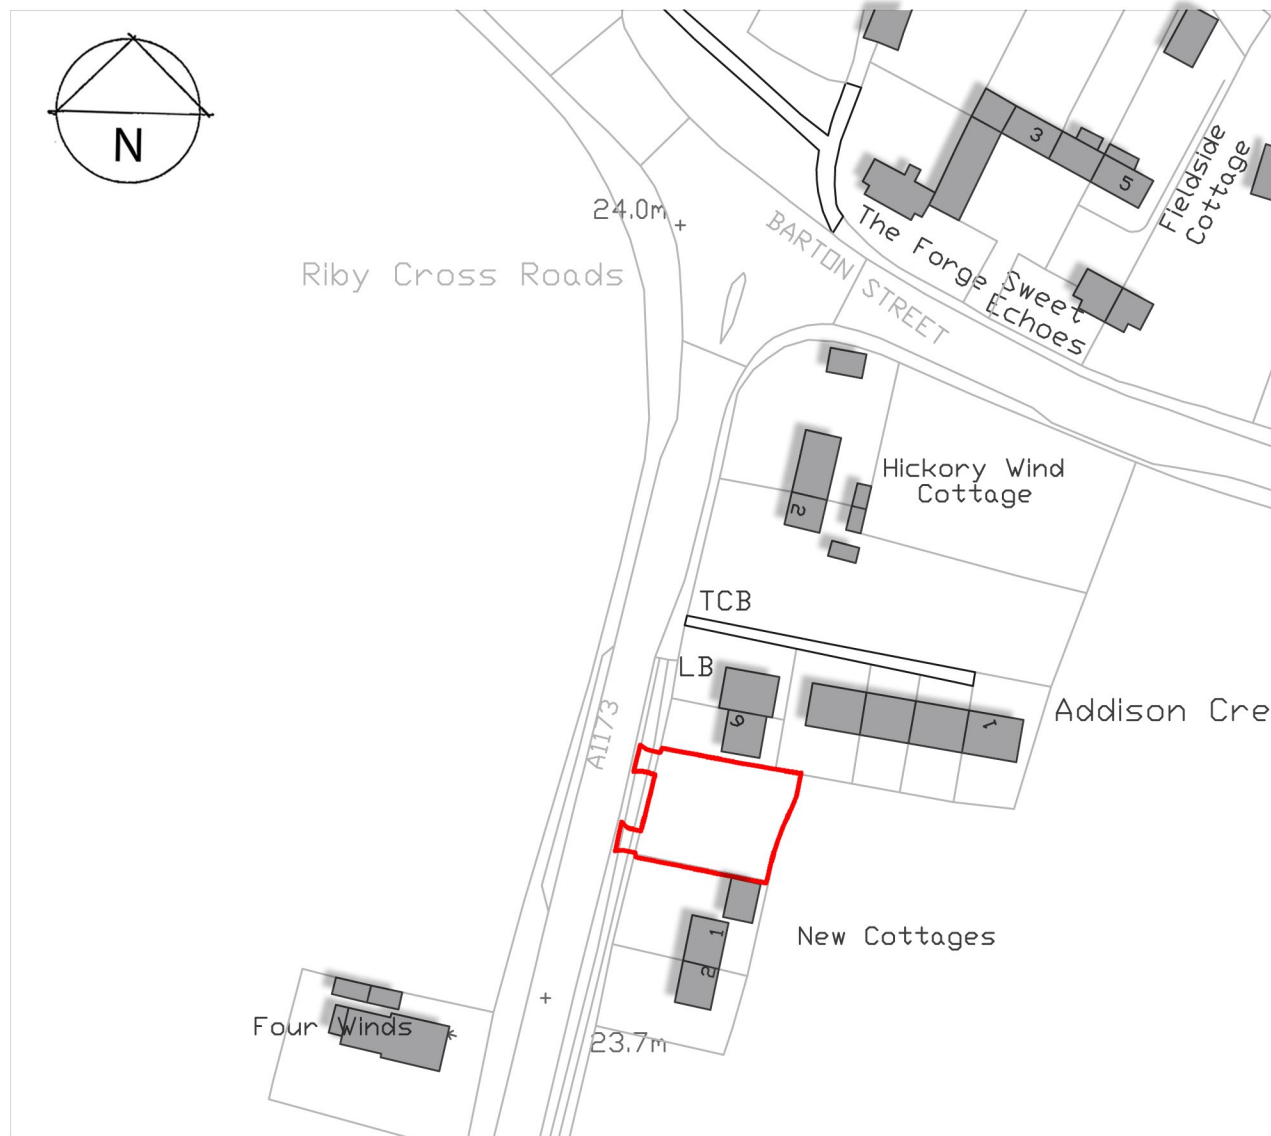 N
3
5
Fieldside
Cottage
24.0m
BARTON STREET
The Forge
Riby Cross Roads
Sweet
Echoes
Hickory Wind
Cottage
2
TCB
LB
9
1
Addison Cre
A1173
New Cottages
1
2
Four Winds
23.7m